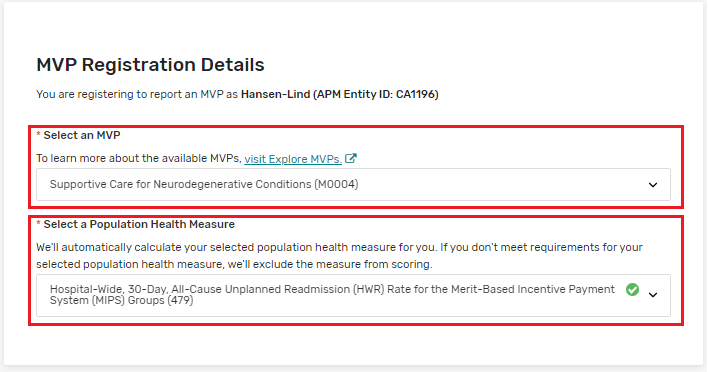 MVP Registration Details
You are registering to report an MVP as Hansen-Lind (APM Entity ID: CA1196)
* Select an MVP
To learn more about the available MVPs, visit Explore MVPs.
Supportive Care for Neurodegenerative Conditions (M0004)
* Select a Population Health Measure
We'll automatically calculate your selected population health measure for you. If you don't meet requirements for your
selected population health measure, we'll exclude the measure from scoring.
Hospital-Wide, 30-Day, All-Cause Unplanned Readmission (HWR) Rate for the Merit-Based Incentive Payment
System (MIPS) Groups (479)